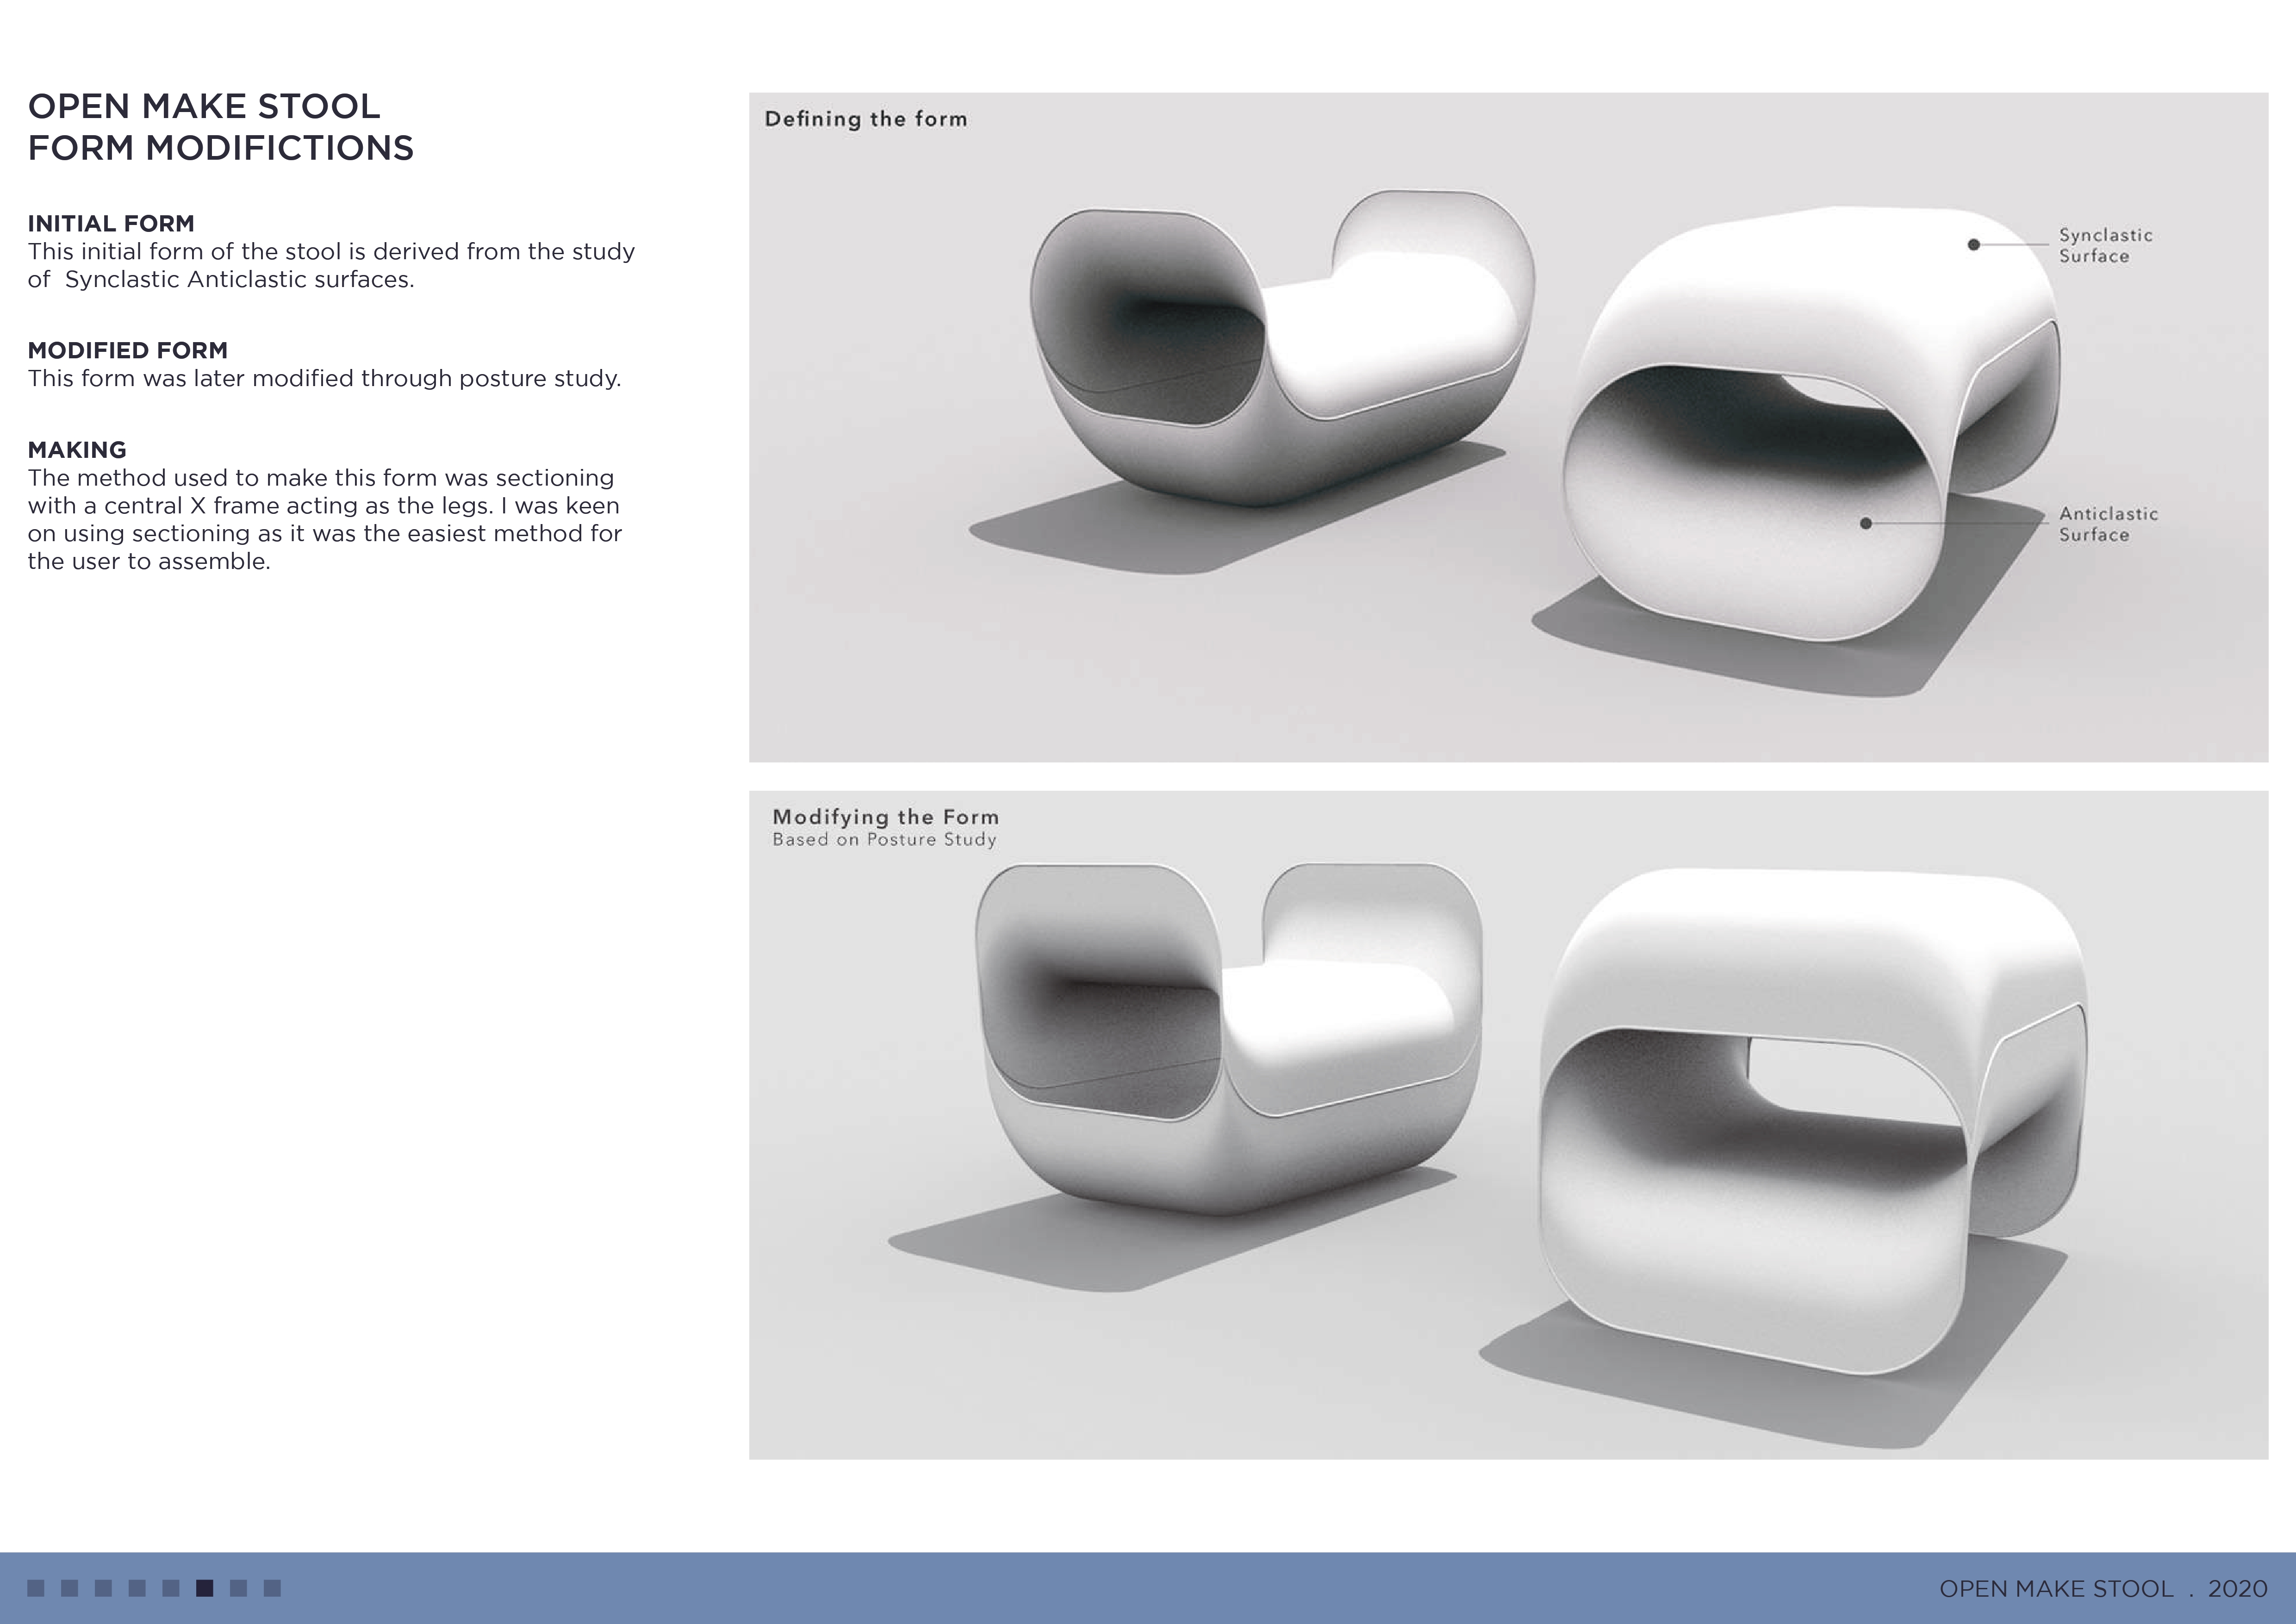 OPEN MAKE STOOL
FORM MODIFICTIONS
INITIAL FORM
This initial form of the stool is derived from the study
of  Synclastic Anticlastic surfaces.
MODIFIED FORM
This form was later modified through posture study.
MAKING
The method used to make this form was sectioning
with a central X frame acting as the legs. I was keen
on using sectioning as it was the easiest method for
the user to assemble.
Defining the form
Synclastic
Surface
Anticlastic
Surface
Modifying the Form
Based on Posture Study
OPEN MAKE STOOL . 2020